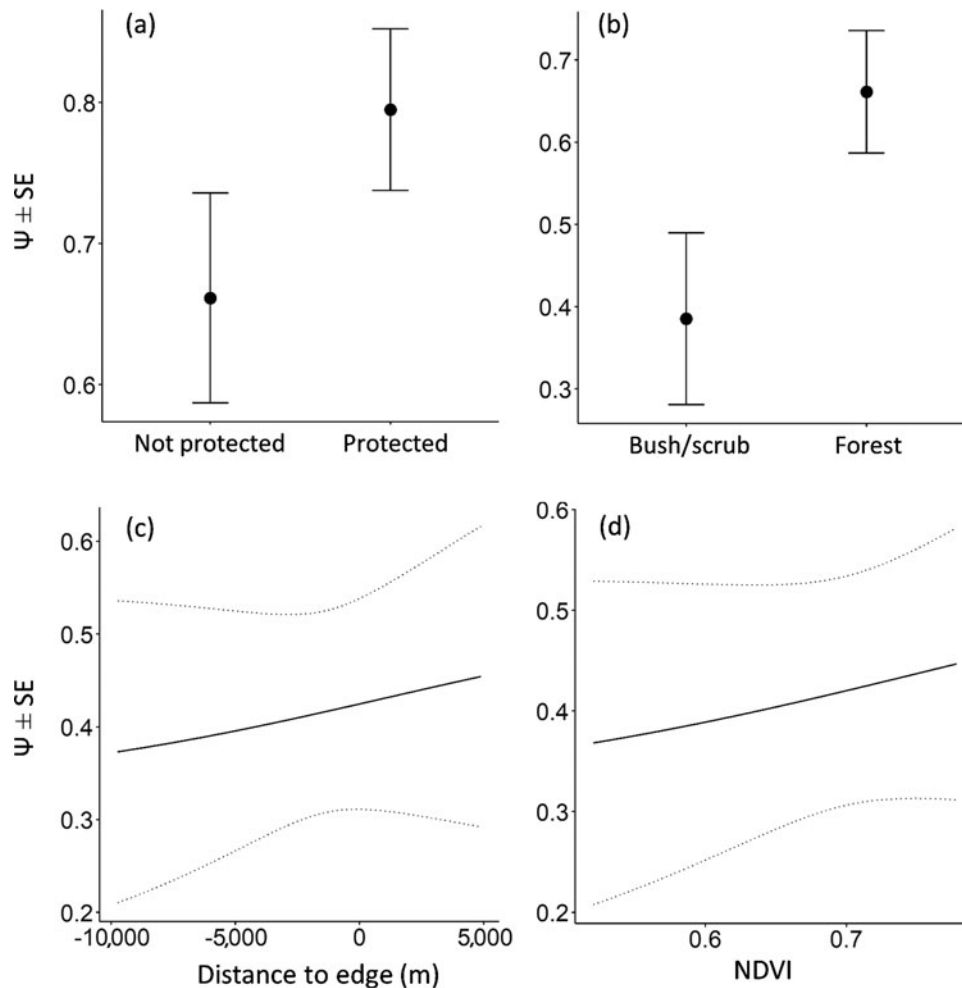 (a)
0.8
0.7
0.6
Ψ ± SE
Not protected Protected
(b)
0.7
0.6
0.5
0.4
0.3
Bush/scrub Forest
(c)
0.6
0.5
0.4
0.3
0.2
Ψ ± SE
-10,000 -5,000 0 5,000
Distance to edge (m)
(d)
0.6
0.5
0.4
0.3
0.2
0.6 0.7
NDVI